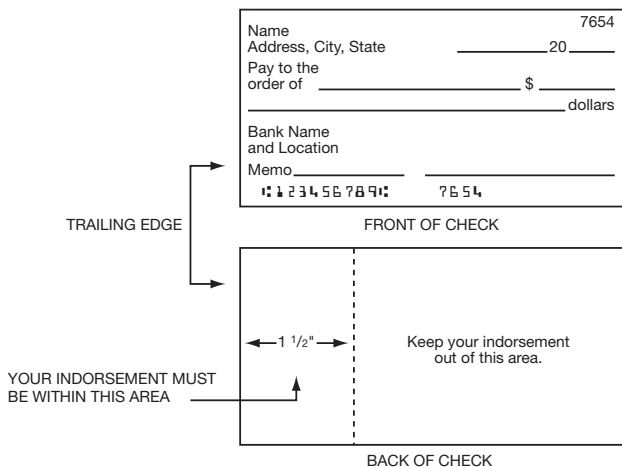 7654
Name
Address, City, State 20
Pay to the
order of $
dollars
Bank Name
and Location
Memo
⑆123456789⑆ 7654
TRAILING EDGE
FRONT OF CHECK
1 1/2"
Keep your indorsement
out of this area.
YOUR INDORSEMENT MUST
BE WITHIN THIS AREA
BACK OF CHECK